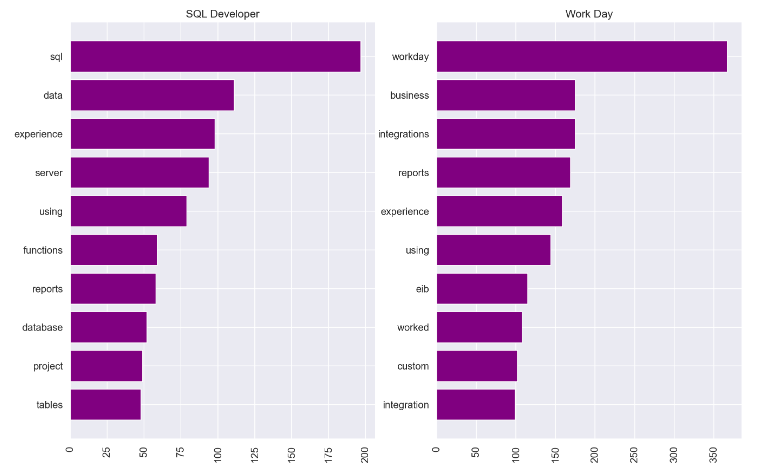 SQL Developer
sql
data
experience
server
using
functions
reports
database
project
tables
0 25 50 75 100 125 150 175 200
Work Day
workday
business
integrations
reports
experience
using
eib
worked
custom
integration
0 50 100 150 200 250 300 350